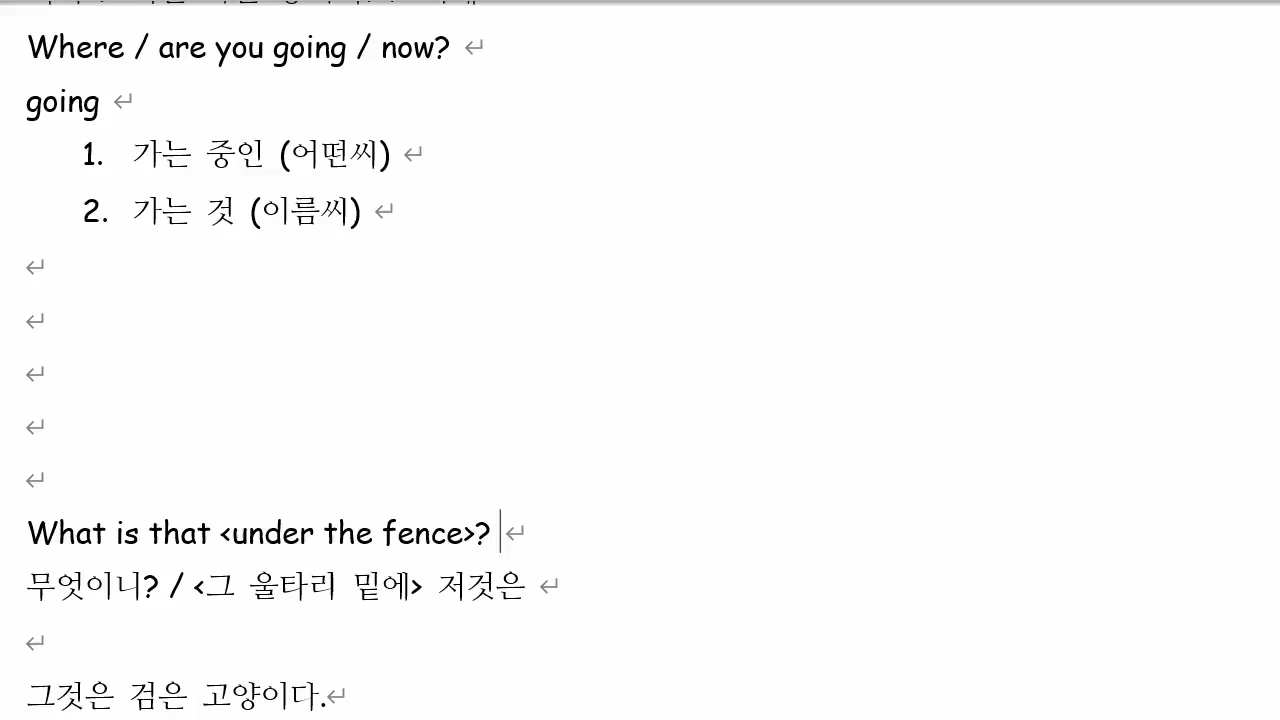 Where / are you going / now?
going
1. 가는 중인 (어떤씨)
2. 가는 것 (이름씨)
What is that <under the fence>?
무엇이니? / <그 울타리 밑에> 저것은
그것은 검은 고양이다.